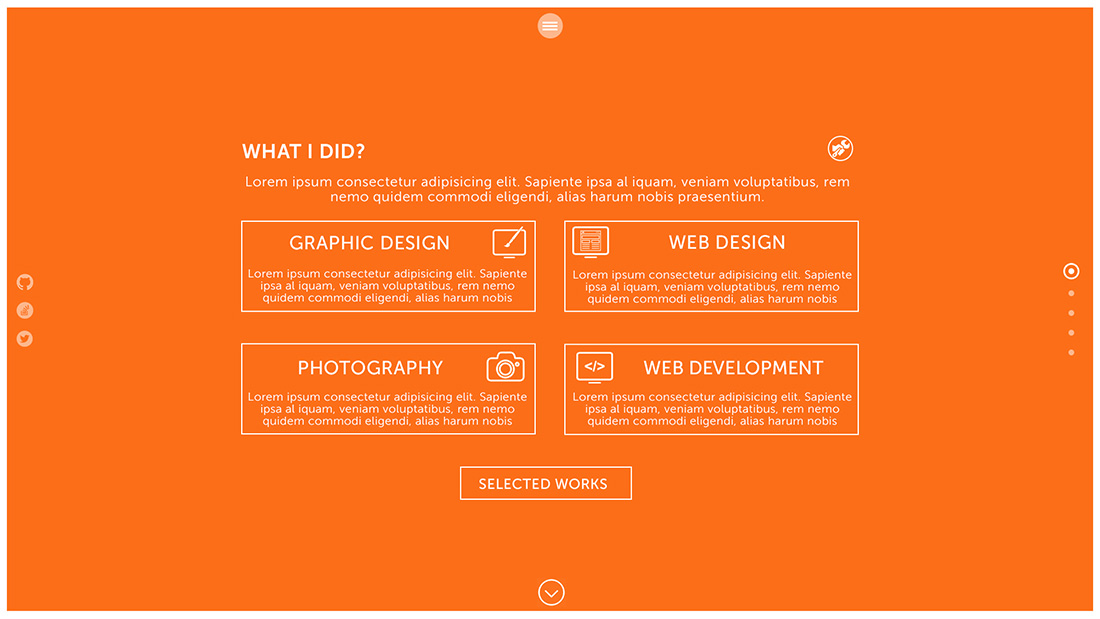 WHAT I DID?
Lorem ipsum consectetur adipisicing elit. Sapiente ipsa al iquam, veniam voluptatibus, rem
nemo quidem commodi eligendi, alias harum nobis praesentium.
GRAPHIC DESIGN
Lorem ipsum consectetur adipisicing elit. Sapiente
ipsa al iquam, veniam voluptatibus, rem nemo
quidem commodi eligendi, alias harum nobis
WEB DESIGN
Lorem ipsum consectetur adipisicing elit. Sapiente
ipsa al iquam, veniam voluptatibus, rem nemo
quidem commodi eligendi, alias harum nobis
PHOTOGRAPHY
Lorem ipsum consectetur adipisicing elit. Sapiente
ipsa al iquam, veniam voluptatibus, rem nemo
quidem commodi eligendi, alias harum nobis
</>
WEB DEVELOPMENT
Lorem ipsum consectetur adipisicing elit. Sapiente
ipsa al iquam, veniam voluptatibus, rem nemo
quidem commodi eligendi, alias harum nobis
SELECTED WORKS